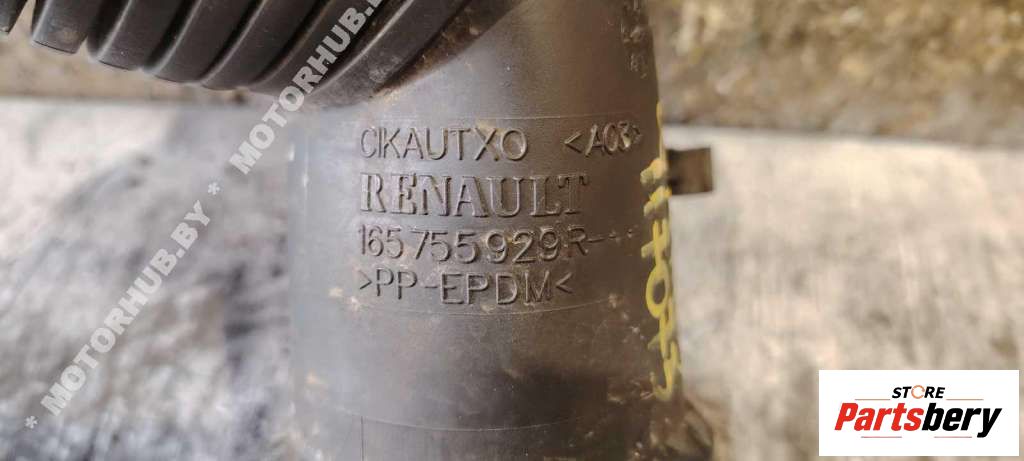 CIKAUTXO <A03>
RENAULT
165755929R-
>PP-EPDM<
* MOTORHUB.BY * MOTORHUB.BY *
STORE
Partsbery